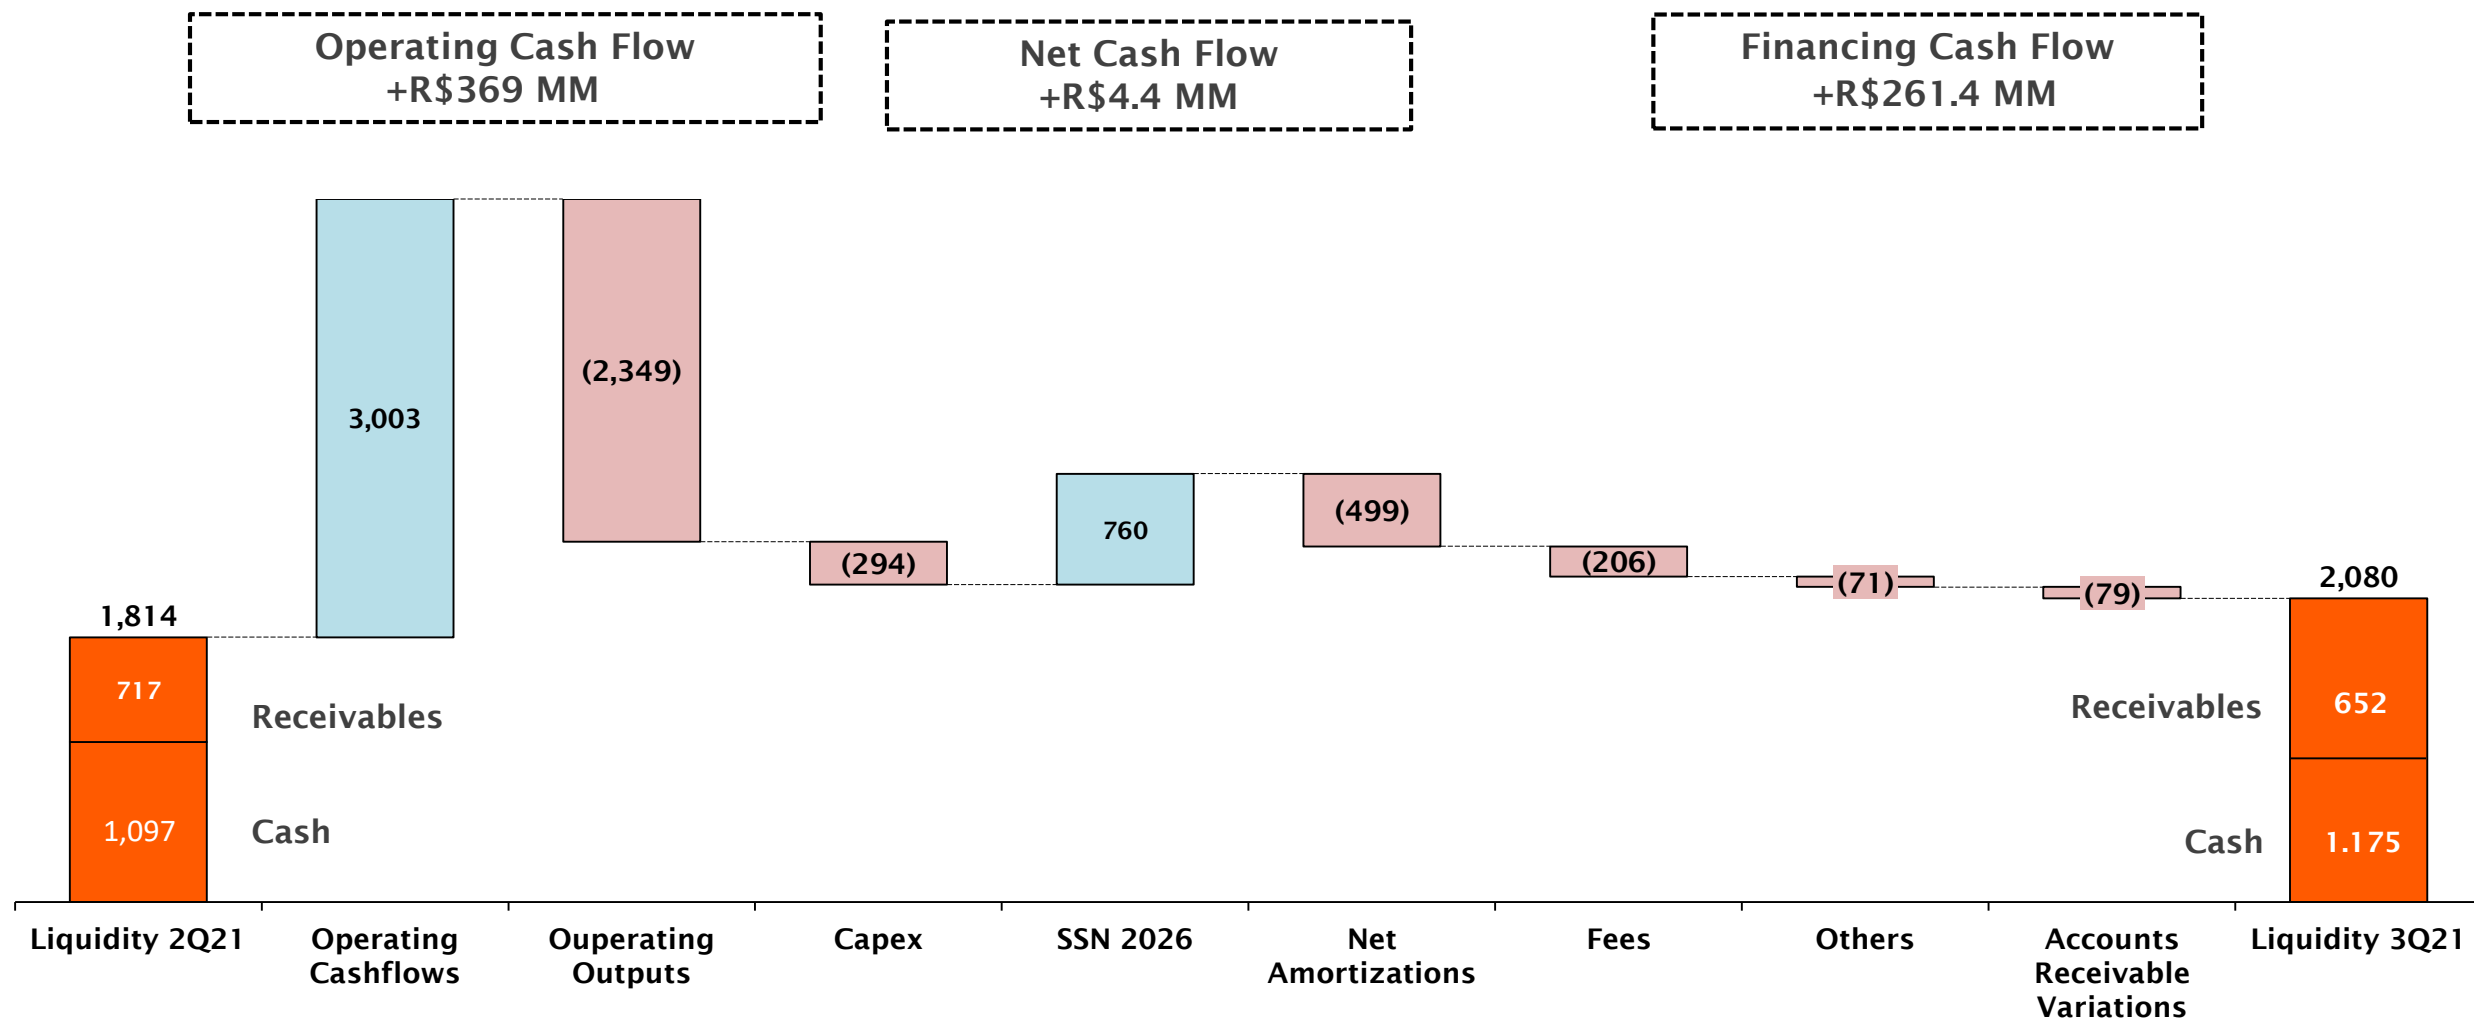 Operating Cash Flow
+R$369 MM
Net Cash Flow
+R$4.4 MM
Financing Cash Flow
+R$261.4 MM
1,814
717
1,097
Receivables
Cash
3,003
(2,349)
(294)
760
(499)
(206)
(71)
(79)
2,080
652
1.175
Receivables
Cash
Liquidity 2Q21
Operating
Cashflows
Ouperating
Outputs
Capex
SSN 2026
Net
Amortizations
Fees
Others
Accounts
Receivable
Variations
Liquidity 3Q21